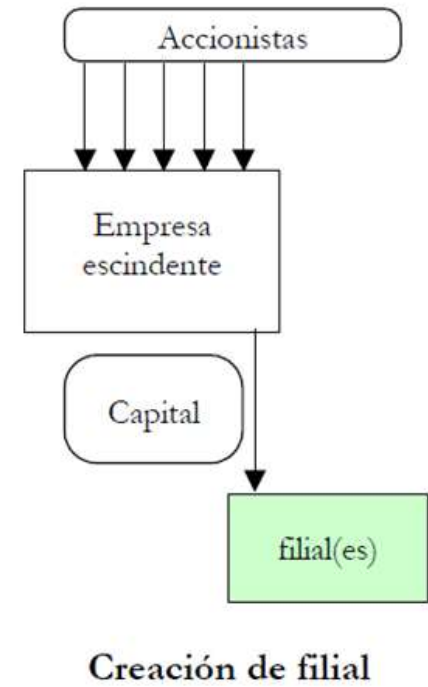 Accionistas
Empresa
escindente
Capital
filial(es)
Creación de filial